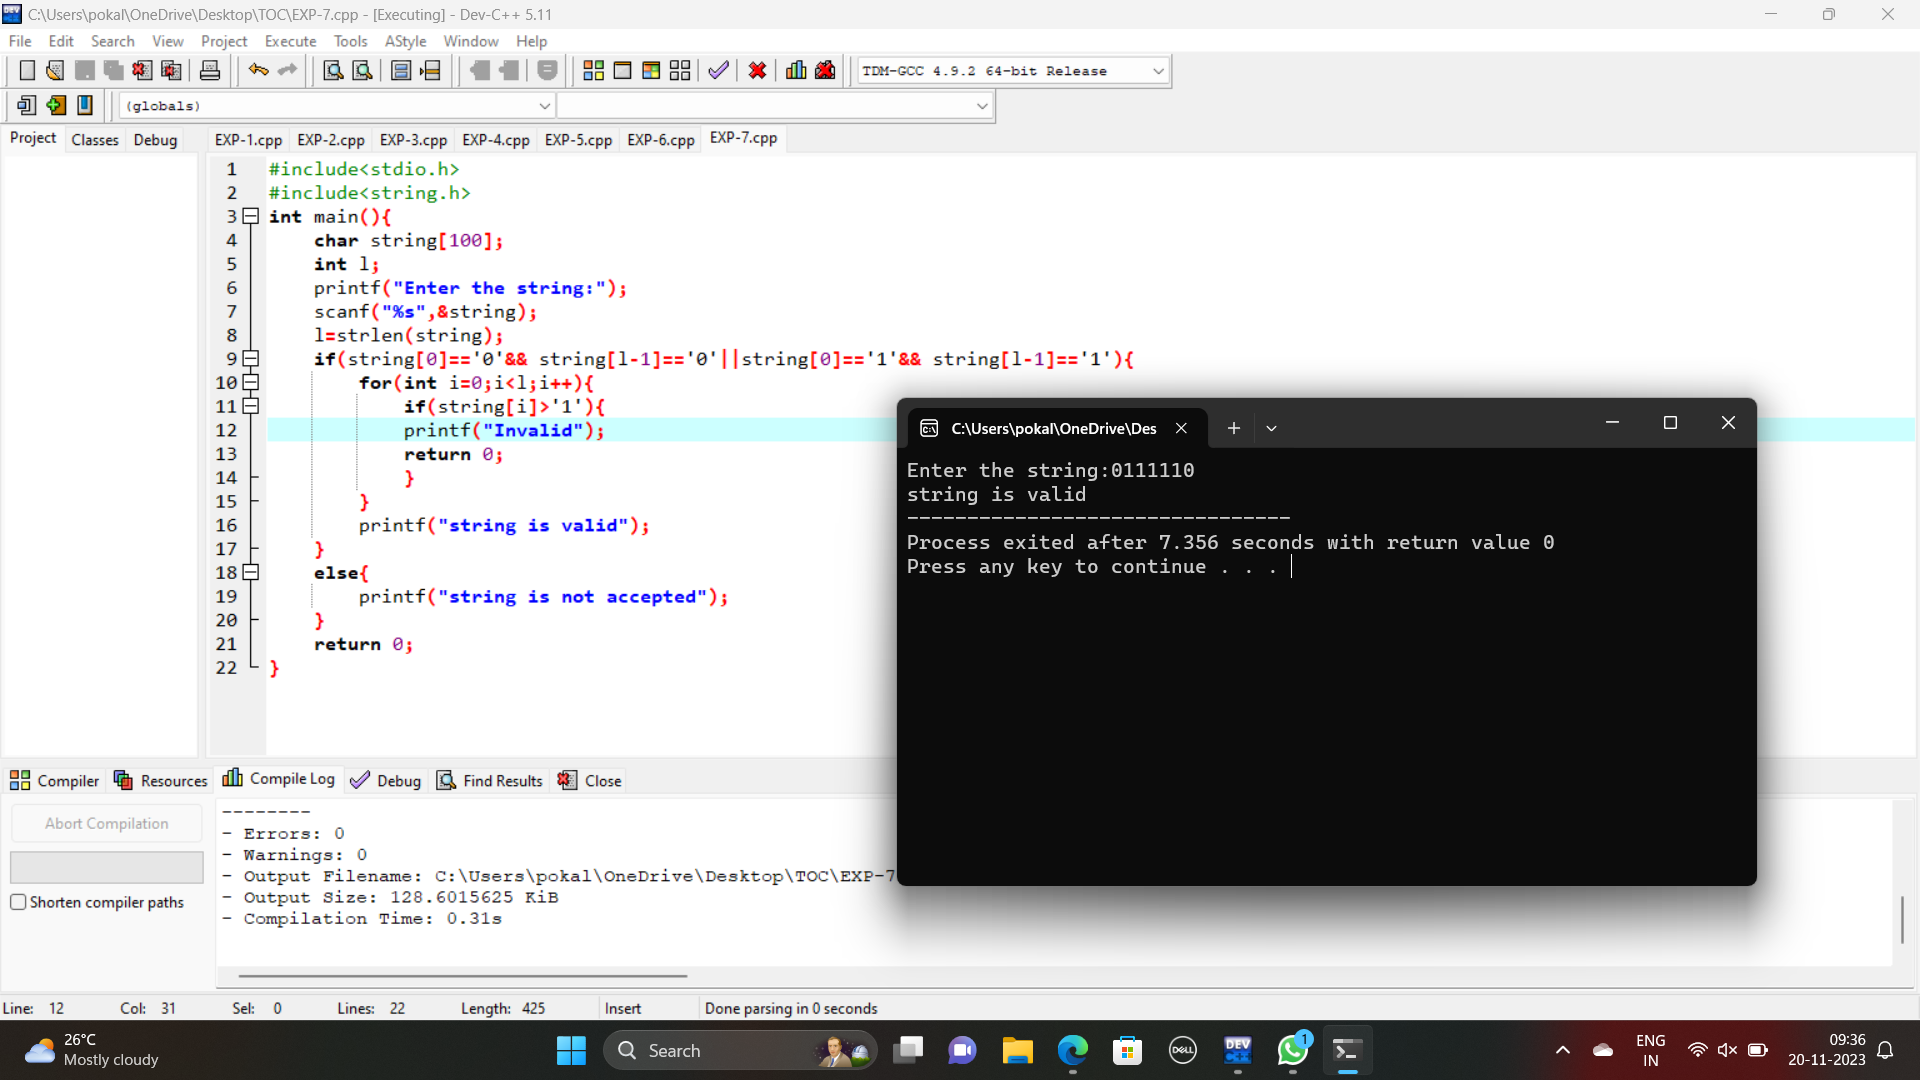 C:\Users\pokal\OneDrive\Desktop\TOC\EXP-7.cpp - [Executing] - Dev-C++ 5.11
File Edit Search View Project Execute Tools AStyle Window Help
TDM-GCC 4.9.2 64-bit Release
(globals)
Project Classes Debug
EXP-1.cpp EXP-2.cpp EXP-3.cpp EXP-4.cpp EXP-5.cpp EXP-6.cpp EXP-7.cpp
1 #include<stdio.h>
2 #include<string.h>
3 int main(){
4 char string[100];
5 int l;
6 printf("Enter the string:");
7 scanf("%s",&string);
8 l=strlen(string);
9 if(string[0]=='0'&& string[l-1]=='0'||string[0]=='1'&& string[l-1]=='1'){
10 for(int i=0;i<l;i++){
11 if(string[i]>'1'){
12 printf("Invalid");
13 return 0;
14 }
15 }
16 printf("string is valid");
17 }
18 else{
19 printf("string is not accepted");
20 }
21 return 0;
22 }
C:\Users\pokal\OneDrive\Des
Enter the string:0111110
string is valid
--------------------------------
Process exited after 7.356 seconds with return value 0
Press any key to continue . . .
Compiler Resources Compile Log Debug Find Results Close
Abort Compilation
Shorten compiler paths
--------
- Errors: 0
- Warnings: 0
- Output Filename: C:\Users\pokal\OneDrive\Desktop\TOC\EXP-7
- Output Size: 128.6015625 KiB
- Compilation Time: 0.31s
Line: 12 Col: 31 Sel: 0 Lines: 22 Length: 425 Insert Done parsing in 0 seconds
26°C
Mostly cloudy
Search
DELL
DEV
1
ENG
IN
09:36
20-11-2023